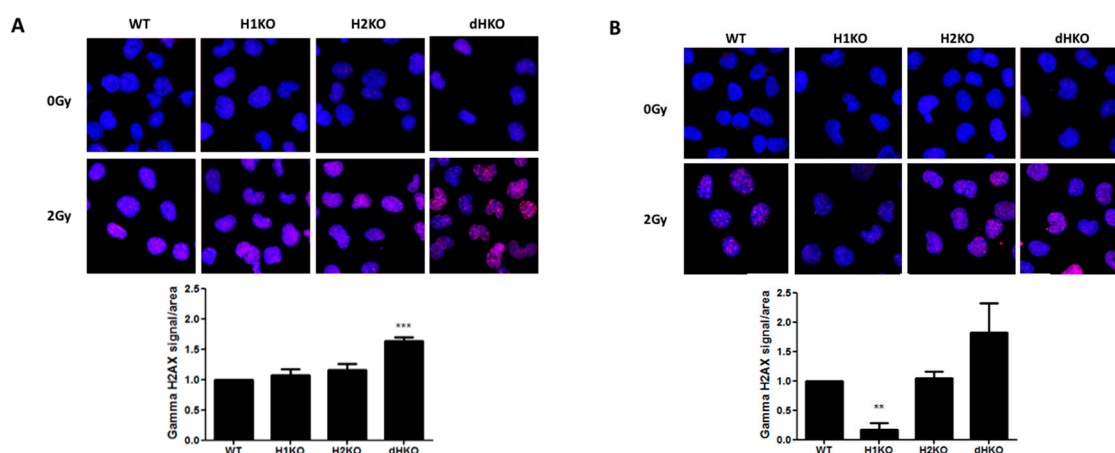 A
WT H1KO H2KO dHKO
0Gy
2Gy
Gamma H2AX signal/area
2.5
2.0
1.5
1.0
0.5
0.0
***
WT H1KO H2KO dHKO
B
WT H1KO H2KO dHKO
0Gy
2Gy
Gamma H2AX signal/area
2.5
2.0
1.5
1.0
0.5
0.0
**
WT H1KO H2KO dHKO